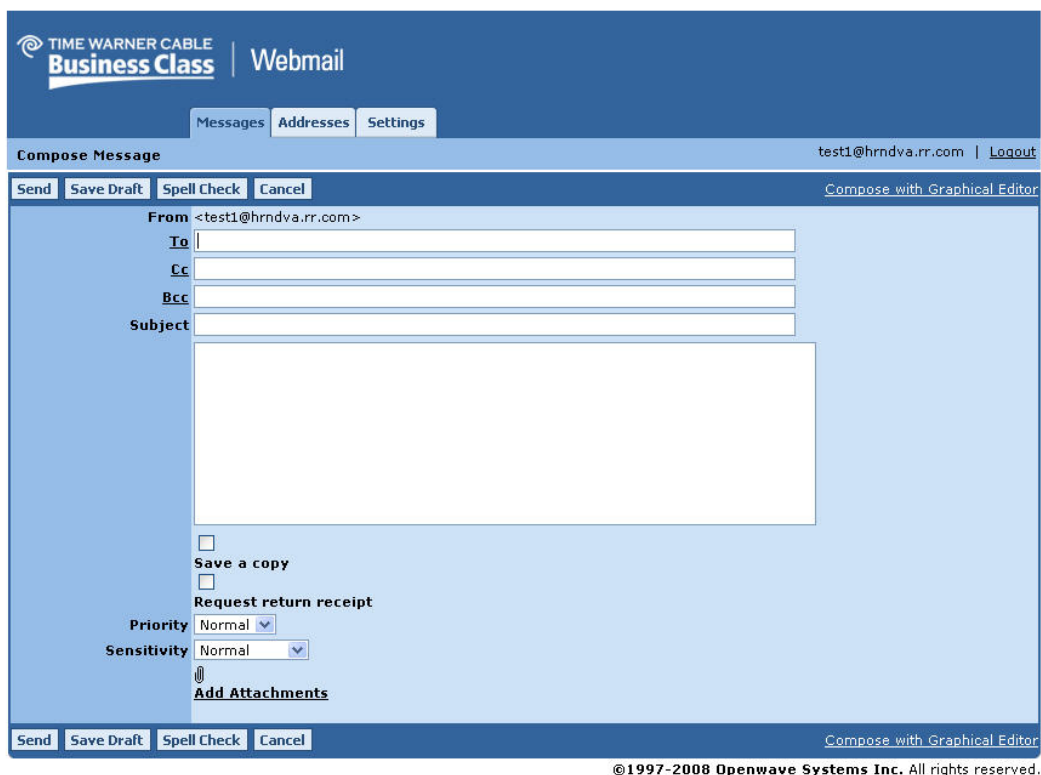 TIME WARNER CABLE
Business Class | Webmail
Messages Addresses Settings
Compose Message test1@hrndva.rr.com | Logout
Send Save Draft Spell Check Cancel Compose with Graphical Editor
From <test1@hrndva.rr.com>
To
Cc
Bcc
Subject
Save a copy
Request return receipt
Priority Normal
Sensitivity Normal
Add Attachments
Send Save Draft Spell Check Cancel Compose with Graphical Editor
©1997-2008 Openwave Systems Inc. All rights reserved.